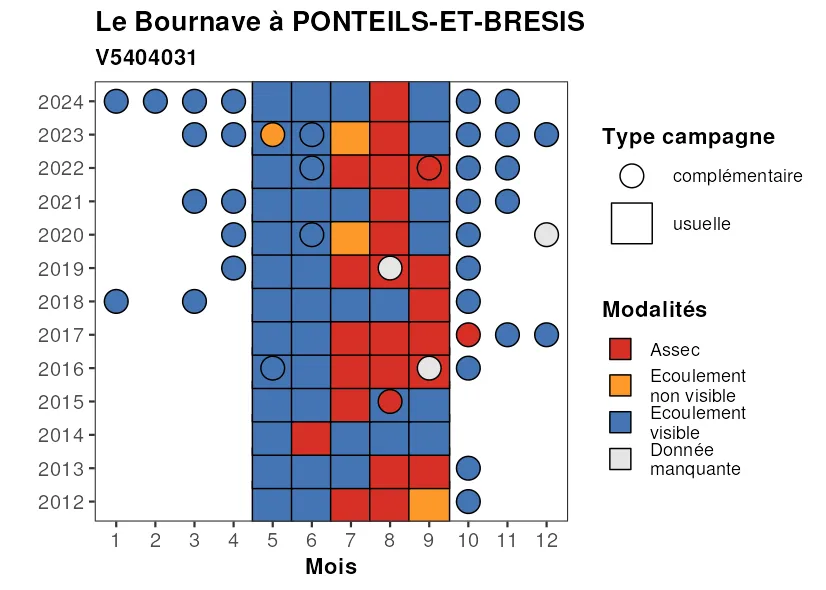 Le Bournave à PONTEILS-ET-BRESIS
V5404031
2024
2023
2022
2021
2020
2019
2018
2017
2016
2015
2014
2013
2012
1 2 3 4 5 6 7 8 9 10 11 12
Mois
Type campagne
complémentaire
usuelle
Modalités
Assec
Ecoulement
non visible
Ecoulement
visible
Donnée
manquante